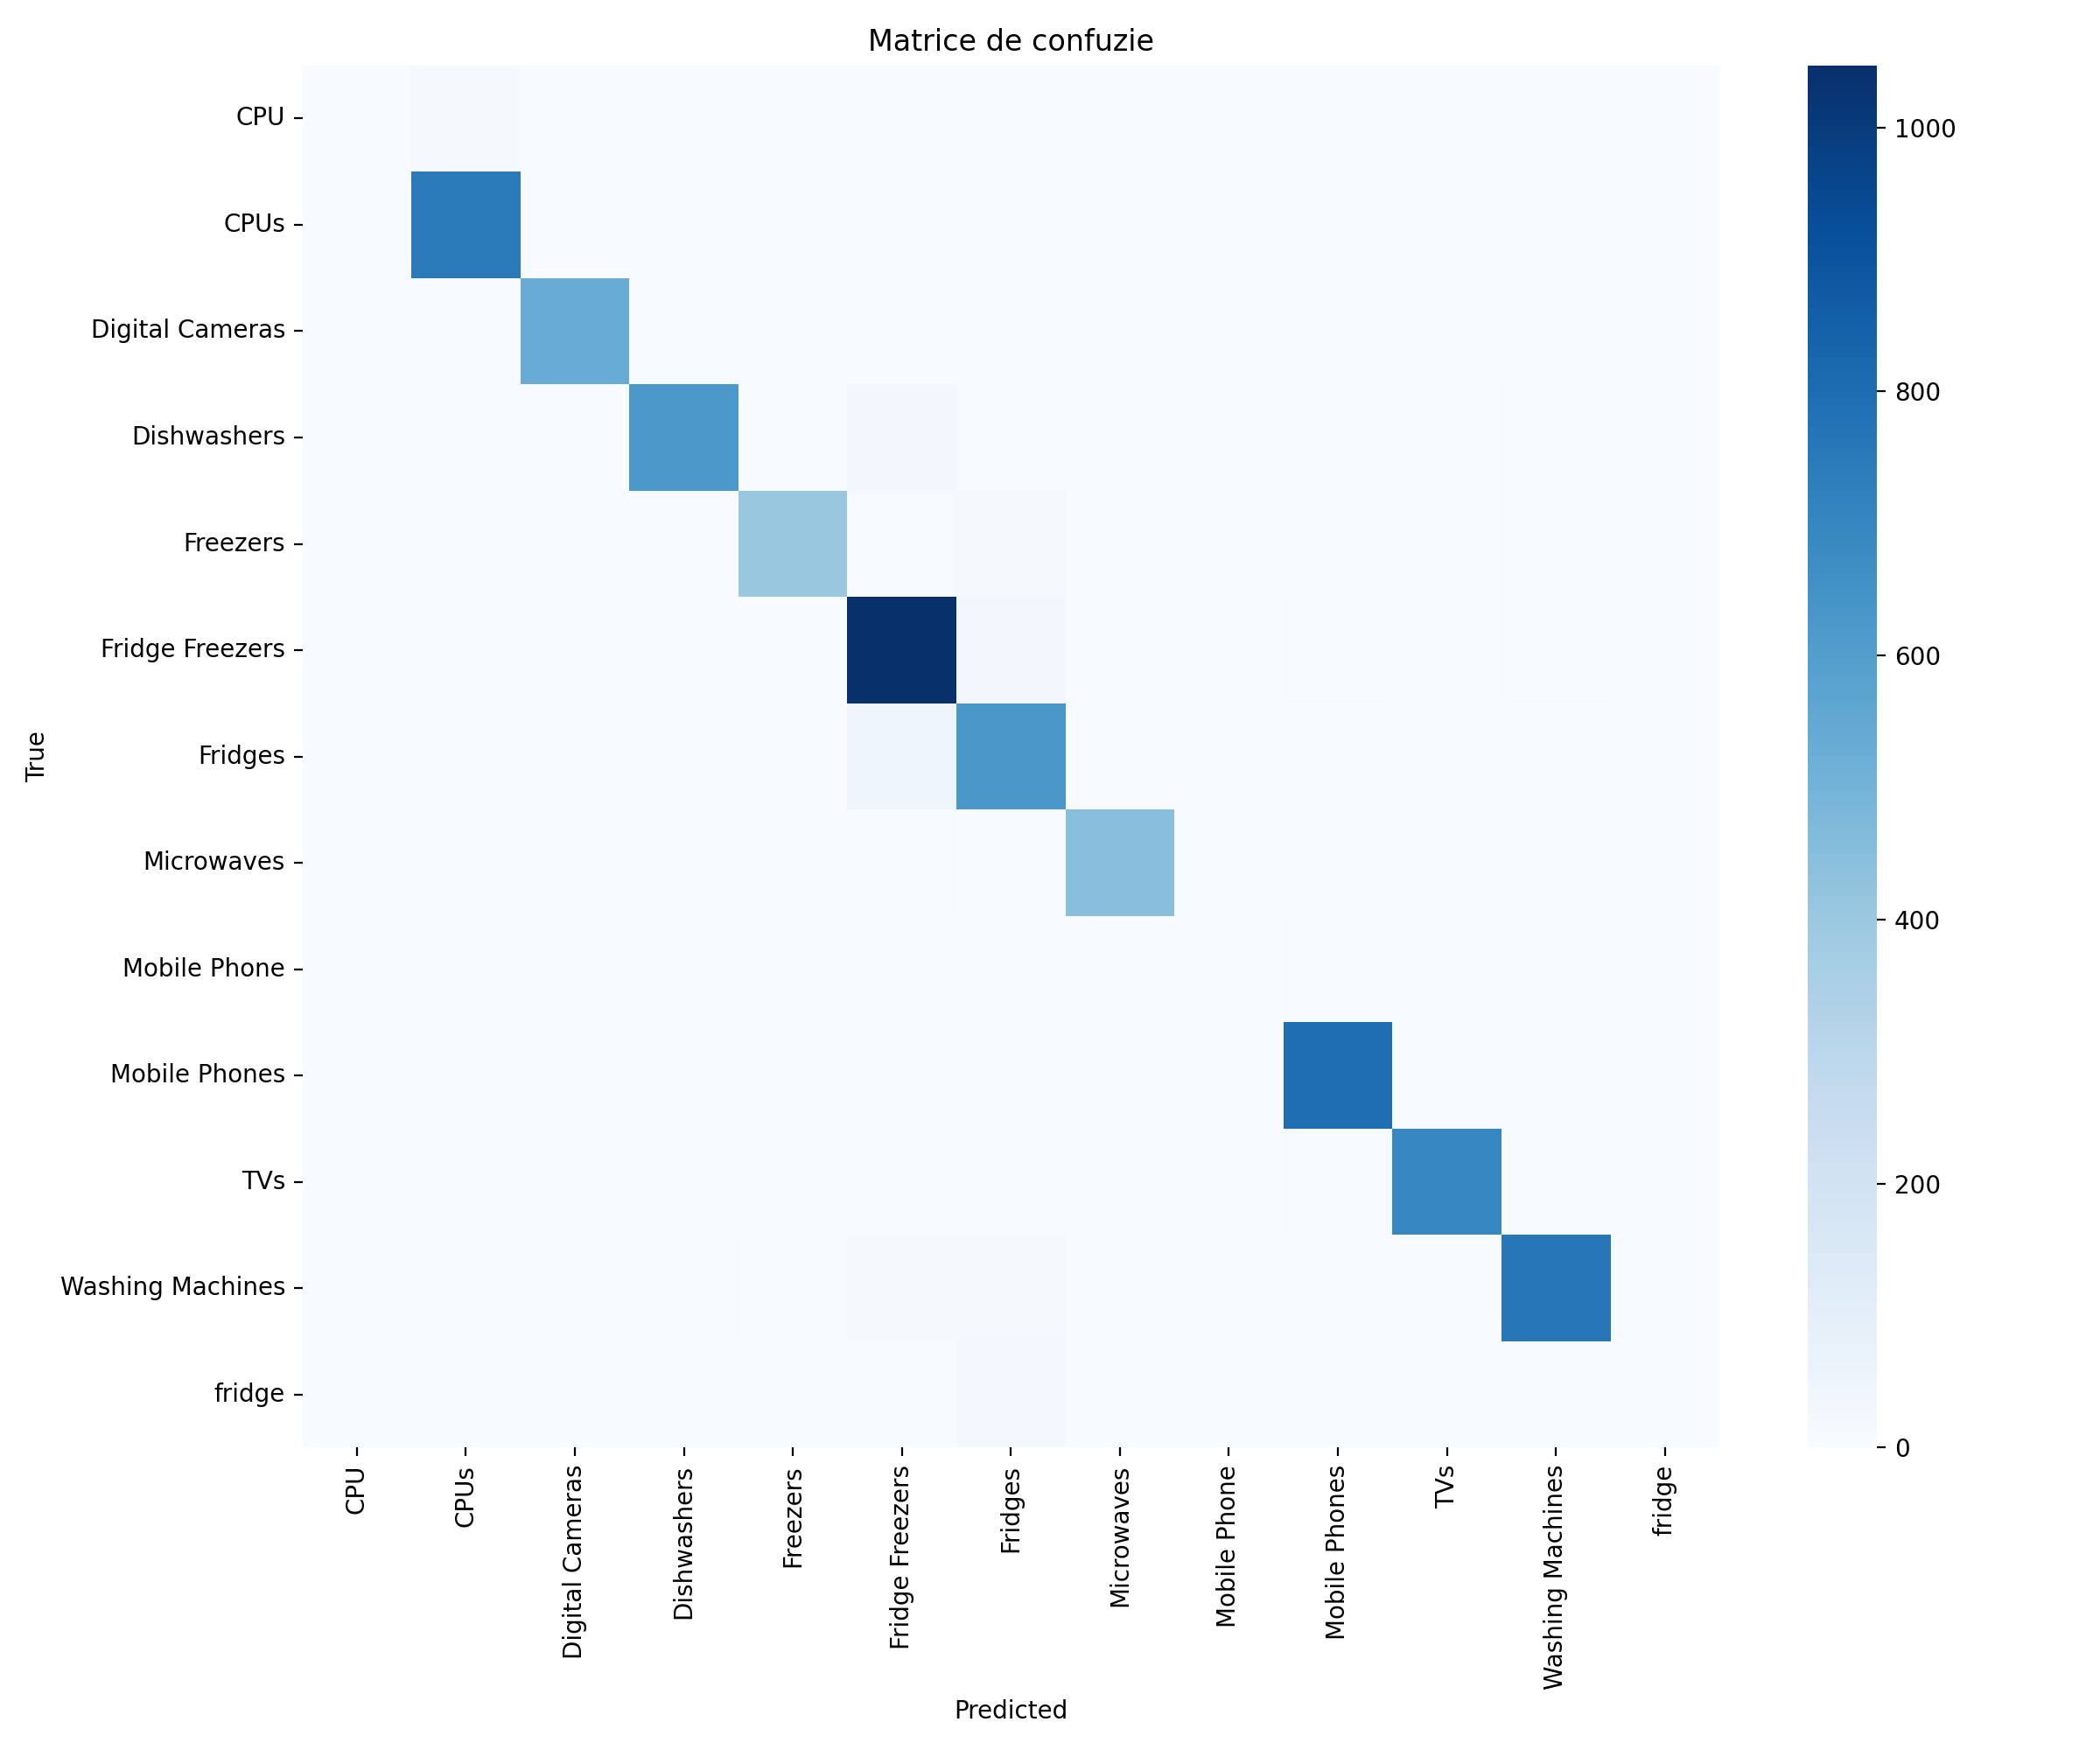 Matrice de confuzie
True
CPU
CPUs
Digital Cameras
Dishwashers
Freezers
Fridge Freezers
Fridges
Microwaves
Mobile Phone
Mobile Phones
TVs
Washing Machines
fridge
CPU
CPUs
Digital Cameras
Dishwashers
Freezers
Fridge Freezers
Fridges
Microwaves
Mobile Phone
Mobile Phones
TVs
Washing Machines
fridge
Predicted
1000
800
600
400
200
0